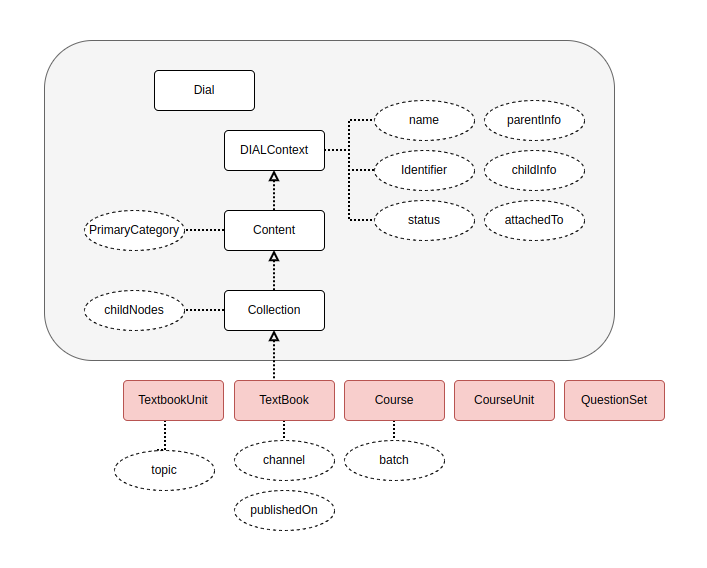 Dial
name
parentInfo
DIALContext
Identifier
childInfo
status
attachedTo
PrimaryCategory
Content
childNodes
Collection
TextbookUnit
TextBook
Course
CourseUnit
QuestionSet
topic
channel
batch
publishedOn